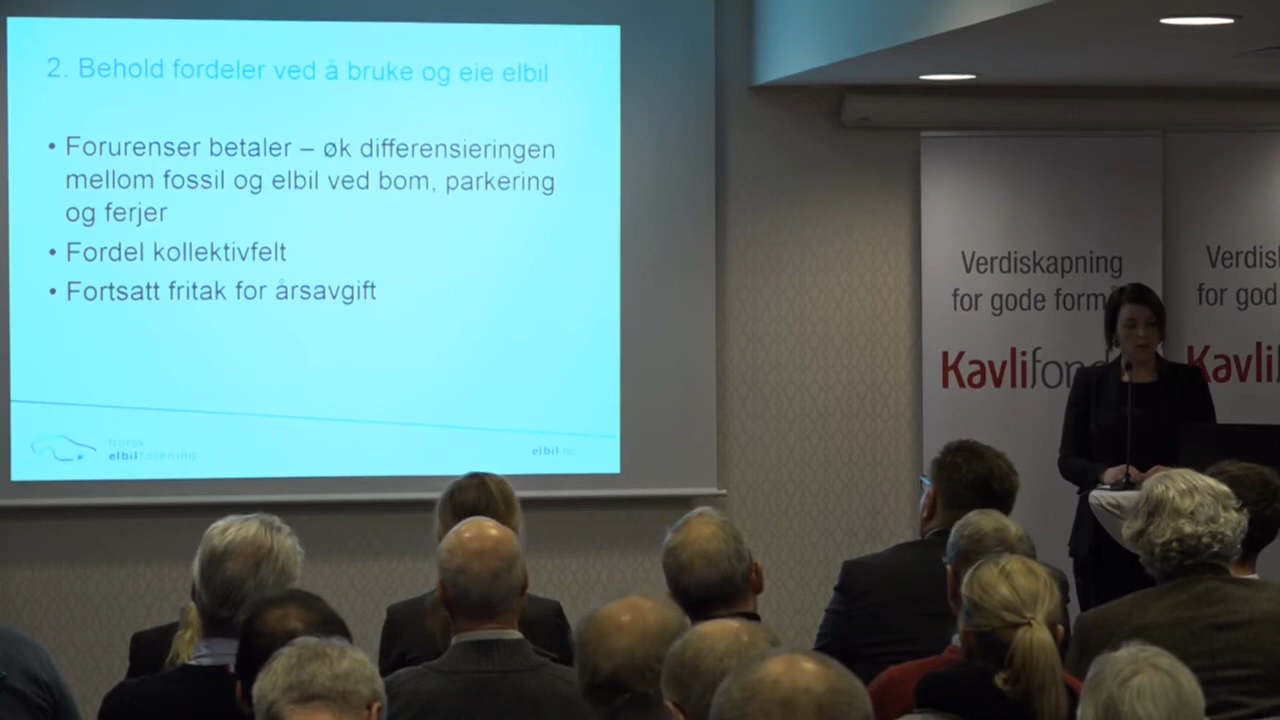 2. Behold fordeler ved å bruke og eie elbil
• Forurenser betaler – øk differensieringen
mellom fossil og elbil ved bom, parkering
og ferjer
• Fordel kollektivfelt
• Fortsatt fritak for årsavgift
Norsk
elbilforening
elbil.no
Verdiskapning
for gode form
Kavlifond
Verdis
for god
Kavli